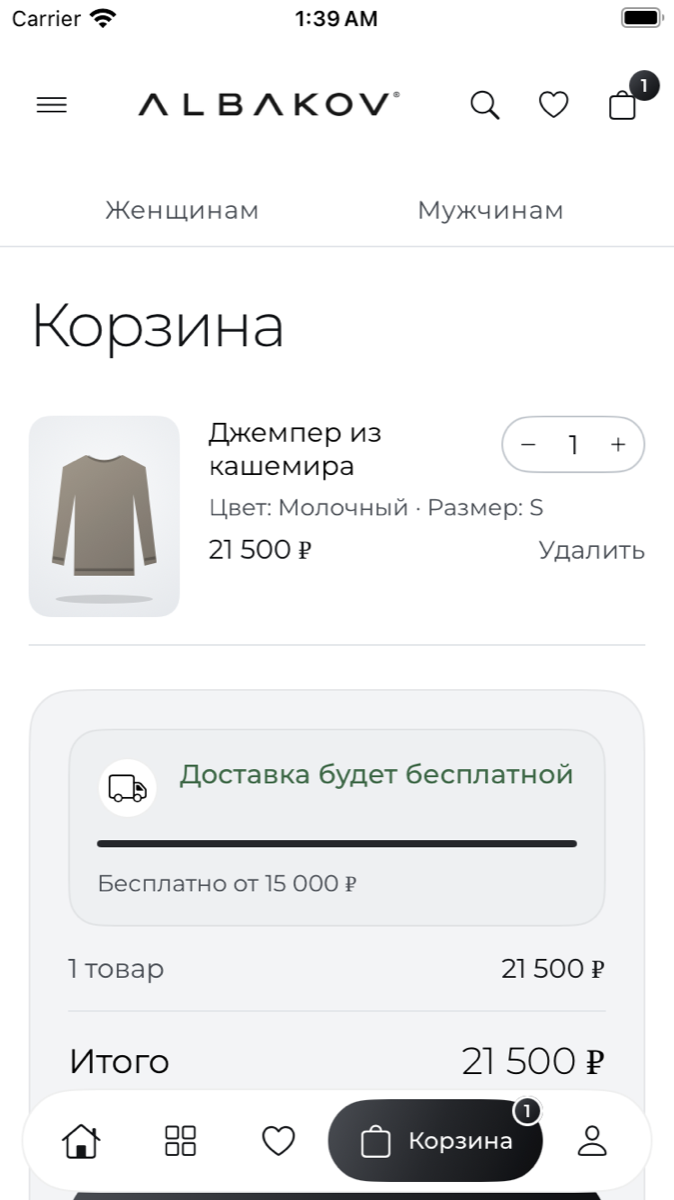 Carrier
1:39 AM
ALBAKOV®
1
Женщинам
Мужчинам
Корзина
Джемпер из
кашемира
− 1 +
Цвет: Молочный · Размер: S
21 500 ₽
Удалить
Доставка будет бесплатной
Бесплатно от 15 000 ₽
1 товар
21 500 ₽
Итого
21 500 ₽
1
Корзина